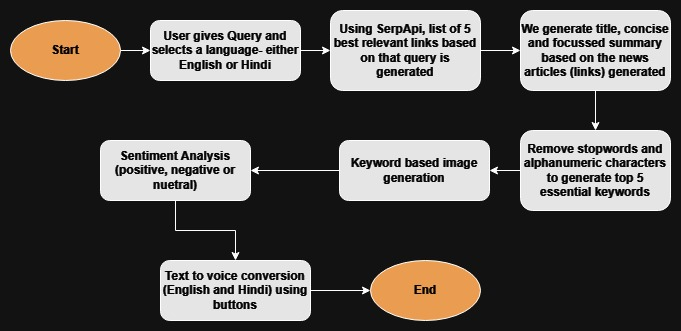 Start
User gives Query and
selects a language- either
English or Hindi
Using SerpApi, list of 5
best relevant links based
on that query is
generated
We generate title, concise
and focussed summary
based on the news
articles (links) generated
Remove stopwords and
alphanumeric characters
to generate top 5
essential keywords
Keyword based image
generation
Sentiment Analysis
(positive, negative or
nuetral)
Text to voice conversion
(English and Hindi) using
buttons
End